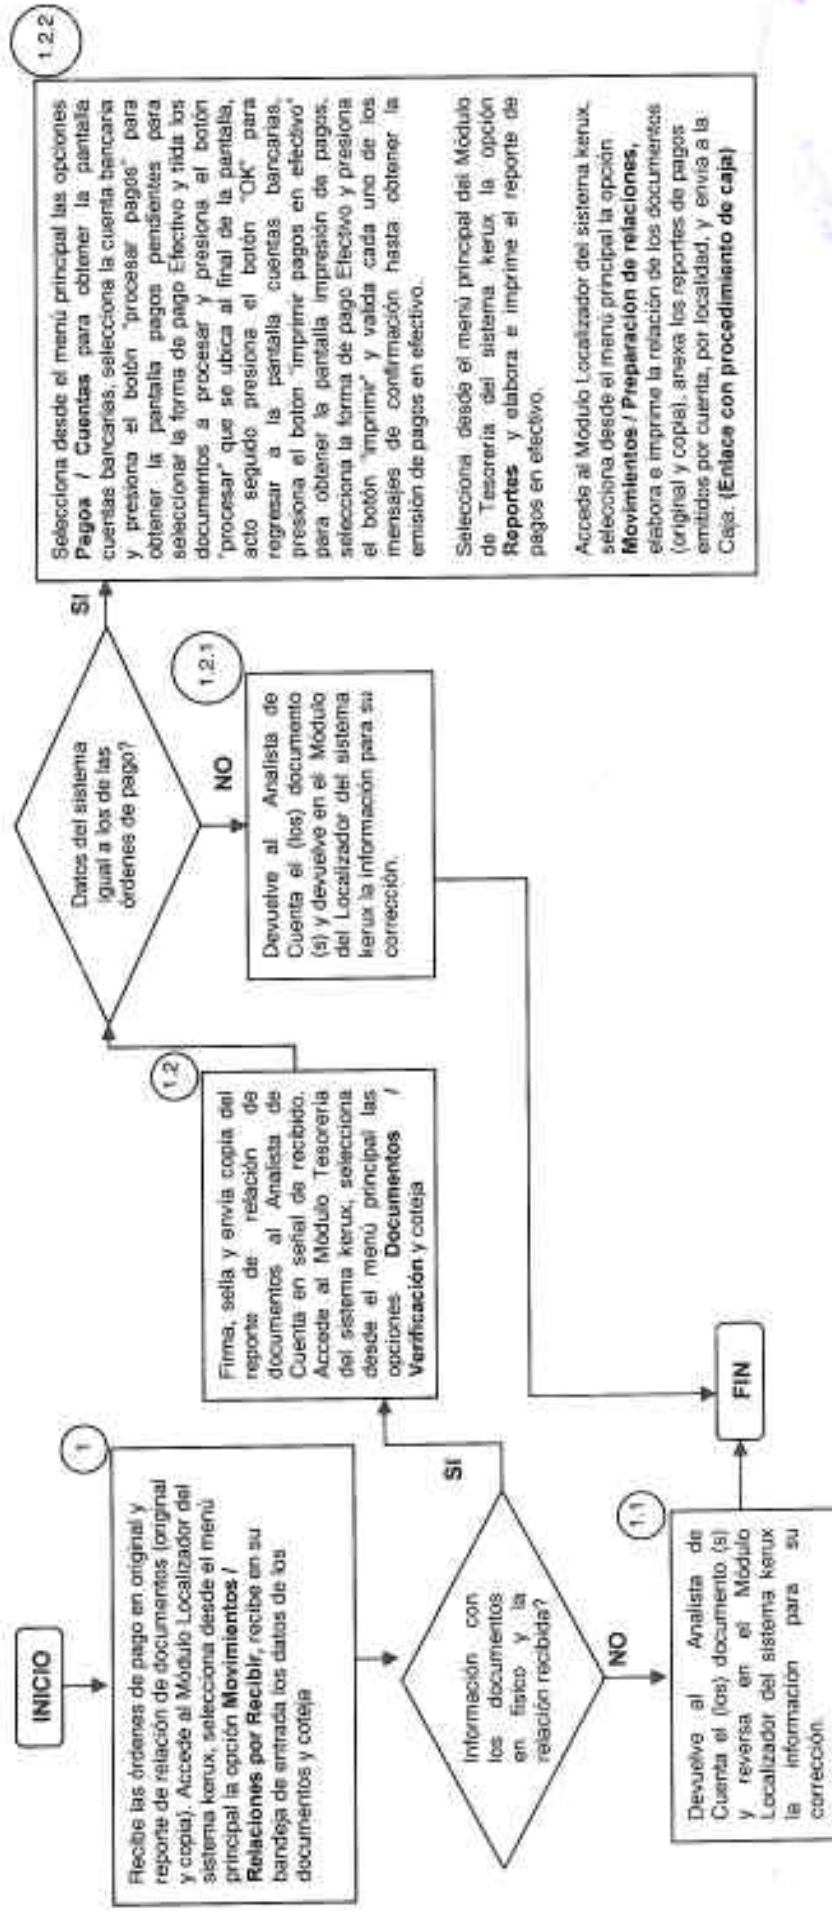 INICIO
1
Recibe las órdenes de pago en original y
reporte de relación de documentos (original
y copia). Accede al Módulo Localizador del
sistema kerux, selecciona desde el menú
principal la opción Movimientos /
Relaciones por Recibir, recibe en su
bandeja de entrada los datos de los
documentos y coteja
Información con
los documentos
en físico y la
relación recibida?
NO
SI
1.1
Devuelve al Analista de
Cuenta el (los) documento (s)
y reversa en el Módulo
Localizador del sistema kerux
la información para su
corrección.
FIN
1.2
Firma, sella y envía copia del
reporte de relación de
documentos al Analista de
Cuenta en señal de recibido.
Accede al Módulo Tesorería
del sistema kerux, selecciona
desde el menú principal las
opciones Documentos /
Verificación y coteja
Datos del sistema
igual a los de las
órdenes de pago?
NO
SI
1.2.1
Devuelve al Analista de
Cuenta el (los) documento
(s) y devuelve en el Módulo
del Localizador del sistema
kerux la información para su
corrección.
1.2.2
Selecciona desde el menú principal las opciones
Pagos / Cuentas para obtener la pantalla
cuentas bancarias, selecciona la cuenta bancaria
y presiona el botón "procesar pagos" para
obtener la pantalla pagos pendientes para
seleccionar la forma de pago Efectivo y tilda los
documentos a procesar y presiona el botón
"procesar" que se ubica al final de la pantalla,
acto seguido presiona el botón "OK" para
regresar a la pantalla cuentas bancarias,
presiona el botón "imprimir pagos en efectivo"
para obtener la pantalla impresión de pagos,
selecciona la forma de pago Efectivo y presiona
el botón "imprimir" y valida cada uno de los
mensajes de confirmación hasta obtener la
emisión de pagos en efectivo.
Selecciona desde el menú principal del Módulo
de Tesorería del sistema kerux la opción
Reportes y elabora e imprime el reporte de
pagos en efectivo.
Accede al Módulo Localizador del sistema kerux,
selecciona desde el menú principal la opción
Movimientos / Preparación de relaciones,
elabora e imprime la relación de los documentos
(original y copia), anexa los reportes de pagos
emitidos por cuenta, por localidad, y envía a la
Caja. (Enlace con procedimiento de caja)